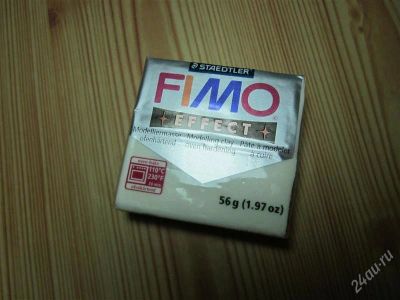 STAEDTLER
FIMO
EFFECT
Modelliermasse Modelling clay Pâte à modeler
ofenhärtend Oven hardening à cuire
110°C
230°F
56 g (1.97 oz)
24au.ru